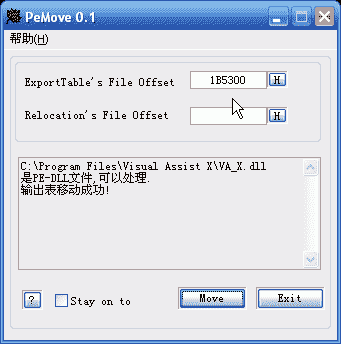 PeMove 0.1
帮助(H)
ExportTable's File Offset 1B5300 H
Relocation's File Offset H
C:\Program Files\Visual Assist X\VA_X.dll
是PE-DLL文件,可以处理.
输出表移动成功!
? Stay on to Move Exit